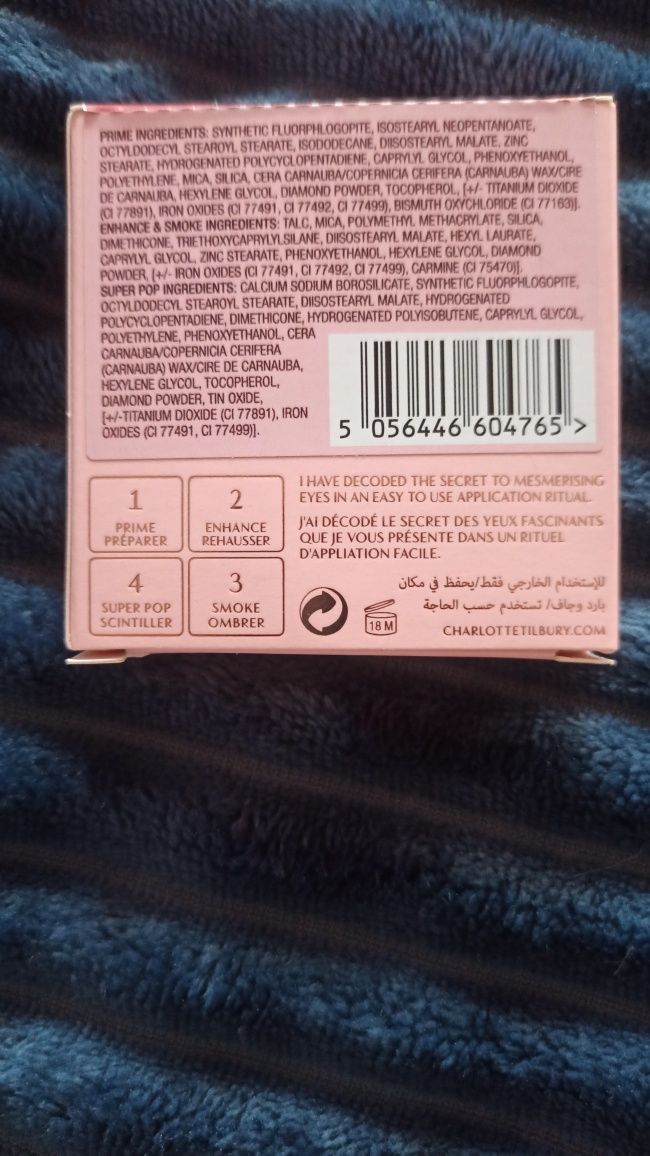 PRIME INGREDIENTS: SYNTHETIC FLUORPHLOGOPITE, ISOSTEARYL NEOPENTANOATE,
OCTYLDODECYL STEAROYL STEARATE, ISODODECANE, DIISOSTEARYL MALATE, ZINC
STEARATE, HYDROGENATED POLYCYCLOPENTADIENE, CAPRYLYL GLYCOL, PHENOXYETHANOL,
POLYETHYLENE, MICA, SILICA, CERA CARNAUBA/COPERNICIA CERIFERA (CARNAUBA) WAX/CIRE
DE CARNAUBA, HEXYLENE GLYCOL, DIAMOND POWDER, TOCOPHEROL, [+/- TITANIUM DIOXIDE
(CI 77891), IRON OXIDES (CI 77491, CI 77492, CI 77499), BISMUTH OXYCHLORIDE (CI 77163)].
ENHANCE & SMOKE INGREDIENTS: TALC, MICA, POLYMETHYL METHACRYLATE, SILICA,
DIMETHICONE, TRIETHOXYCAPRYLYLSILANE, DIISOSTEARYL MALATE, HEXYL LAURATE,
CAPRYLYL GLYCOL, ZINC STEARATE, PHENOXYETHANOL, HEXYLENE GLYCOL, DIAMOND
POWDER, [+/- IRON OXIDES (CI 77491, CI 77492, CI 77499), CARMINE (CI 75470)].
SUPER POP INGREDIENTS: CALCIUM SODIUM BOROSILICATE, SYNTHETIC FLUORPHLOGOPITE,
OCTYLDODECYL STEAROYL STEARATE, DIISOSTEARYL MALATE, HYDROGENATED
POLYCYCLOPENTADIENE, DIMETHICONE, HYDROGENATED POLYISOBUTENE, CAPRYLYL GLYCOL,
POLYETHYLENE, PHENOXYETHANOL, CERA
CARNAUBA/COPERNICIA CERIFERA
(CARNAUBA) WAX/CIRE DE CARNAUBA,
HEXYLENE GLYCOL, TOCOPHEROL,
DIAMOND POWDER, TIN OXIDE,
[+/-TITANIUM DIOXIDE (CI 77891), IRON
OXIDES (CI 77491, CI 77499)].
5 056446 604765 >
1
PRIME
PRÉPARER
2
ENHANCE
REHAUSSER
4
SUPER POP
SCINTILLER
3
SMOKE
OMBRER
I HAVE DECODED THE SECRET TO MESMERISING
EYES IN AN EASY TO USE APPLICATION RITUAL.
J'AI DÉCODÉ LE SECRET DES YEUX FASCINANTS
QUE JE VOUS PRÉSENTE DANS UN RITUEL
D'APPLIATION FACILE.
للإستخدام الخارجي فقط/يحفظ في مكان
بارد وجاف/ تستخدم حسب الحاجة
18 M
CHARLOTTETILBURY.COM